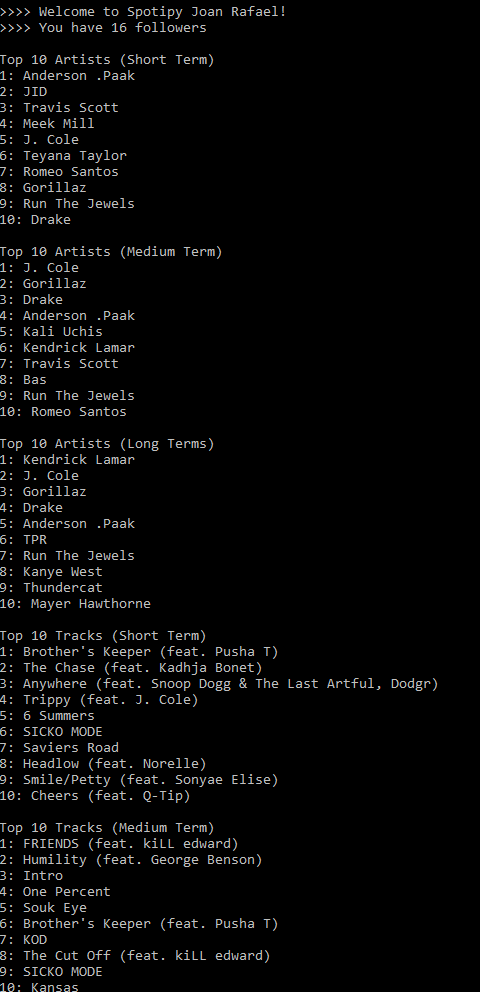 >>>> Welcome to Spotipy Joan Rafael!
>>>> You have 16 followers
Top 10 Artists (Short Term)
1: Anderson .Paak
2: JID
3: Travis Scott
4: Meek Mill
5: J. Cole
6: Teyana Taylor
7: Romeo Santos
8: Gorillaz
9: Run The Jewels
10: Drake
Top 10 Artists (Medium Term)
1: J. Cole
2: Gorillaz
3: Drake
4: Anderson .Paak
5: Kali Uchis
6: Kendrick Lamar
7: Travis Scott
8: Bas
9: Run The Jewels
10: Romeo Santos
Top 10 Artists (Long Terms)
1: Kendrick Lamar
2: J. Cole
3: Gorillaz
4: Drake
5: Anderson .Paak
6: TPR
7: Run The Jewels
8: Kanye West
9: Thundercat
10: Mayer Hawthorne
Top 10 Tracks (Short Term)
1: Brother's Keeper (feat. Pusha T)
2: The Chase (feat. Kadhja Bonet)
3: Anywhere (feat. Snoop Dogg & The Last Artful, Dodgr)
4: Trippy (feat. J. Cole)
5: 6 Summers
6: SICKO MODE
7: Saviers Road
8: Headlow (feat. Norelle)
9: Smile/Petty (feat. Sonyae Elise)
10: Cheers (feat. Q-Tip)
Top 10 Tracks (Medium Term)
1: FRIENDS (feat. kiLL edward)
2: Humility (feat. George Benson)
3: Intro
4: One Percent
5: Souk Eye
6: Brother's Keeper (feat. Pusha T)
7: KOD
8: The Cut Off (feat. kiLL edward)
9: SICKO MODE
10: Kansas